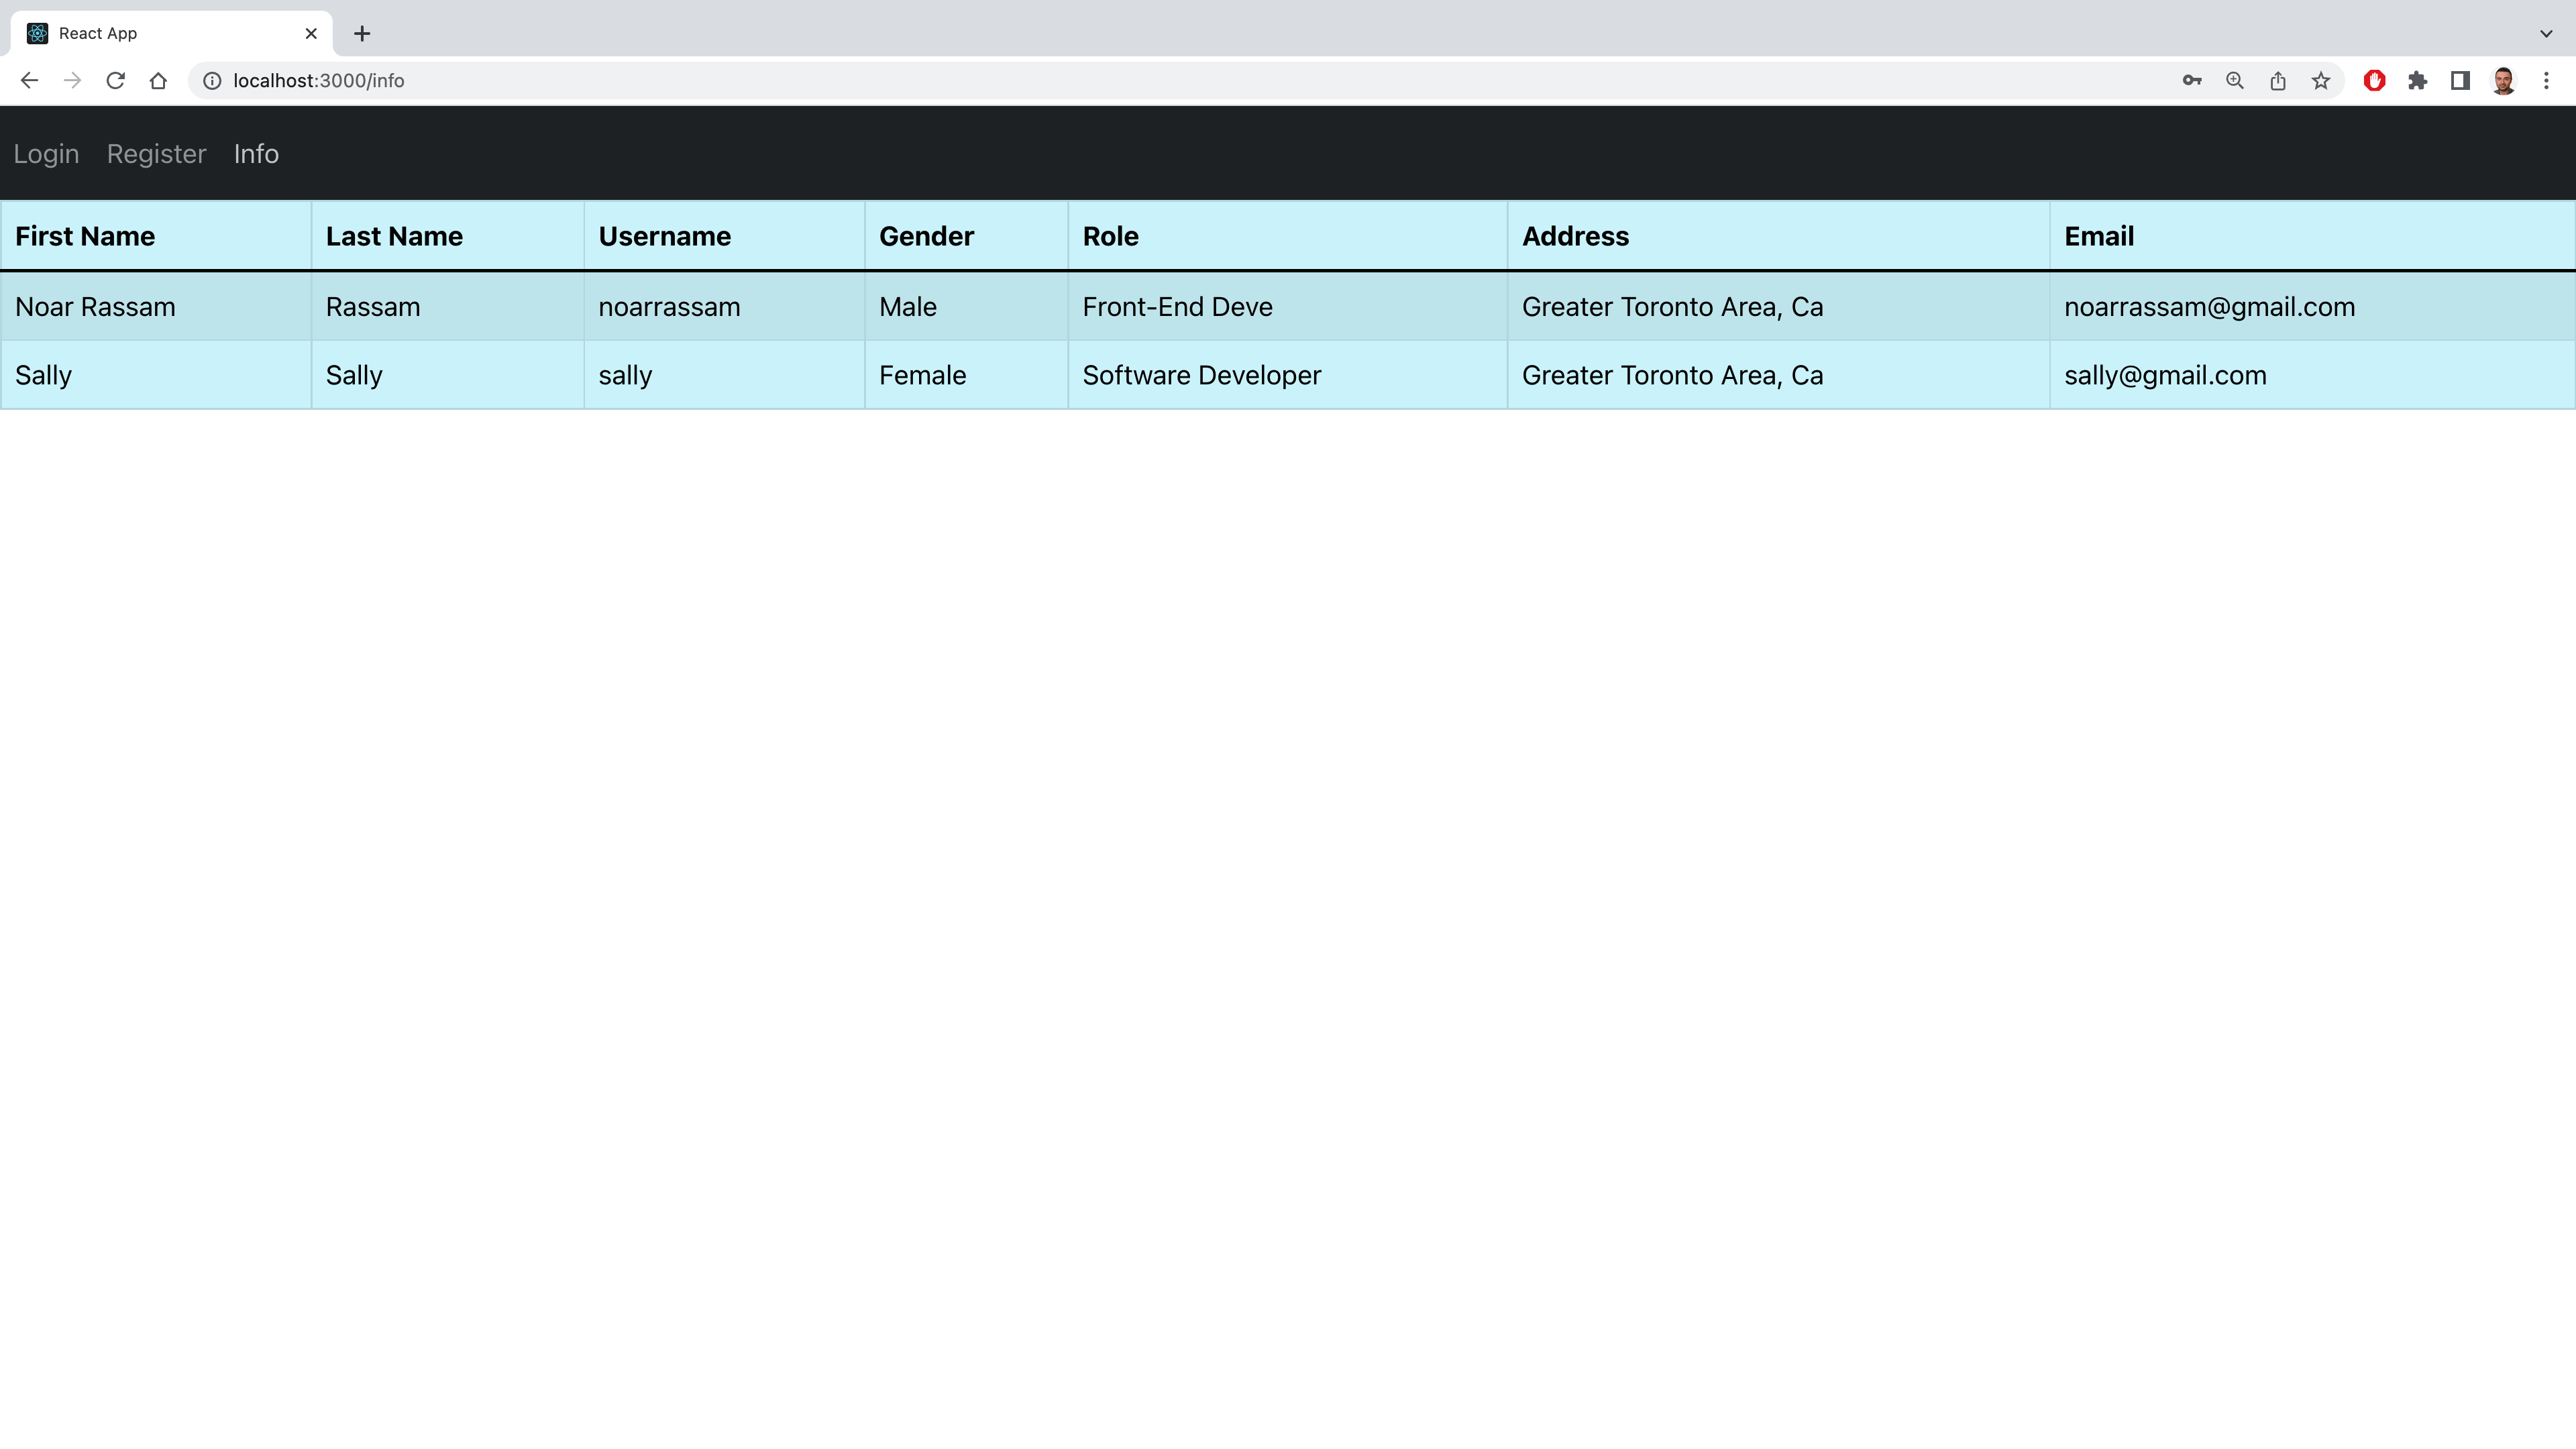 React App
localhost:3000/info
Login Register Info
First Name Last Name Username Gender Role Address Email
Noar Rassam Rassam noarrassam Male Front-End Deve Greater Toronto Area, Ca noarrassam@gmail.com
Sally Sally sally Female Software Developer Greater Toronto Area, Ca sally@gmail.com